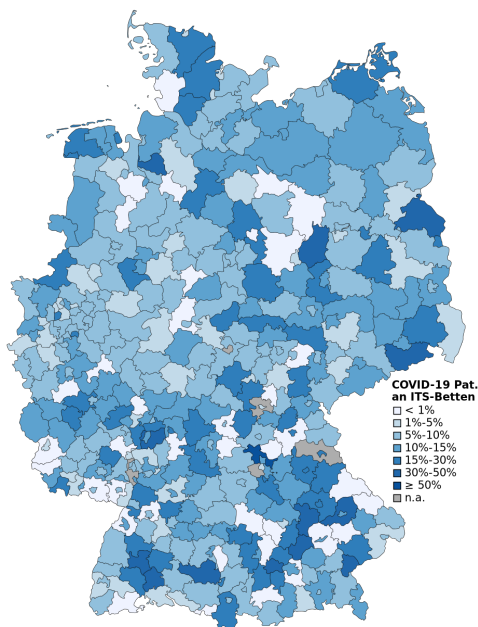 COVID-19 Pat.
an ITS-Betten
< 1%
1%-5%
5%-10%
10%-15%
15%-30%
30%-50%
≥ 50%
n.a.